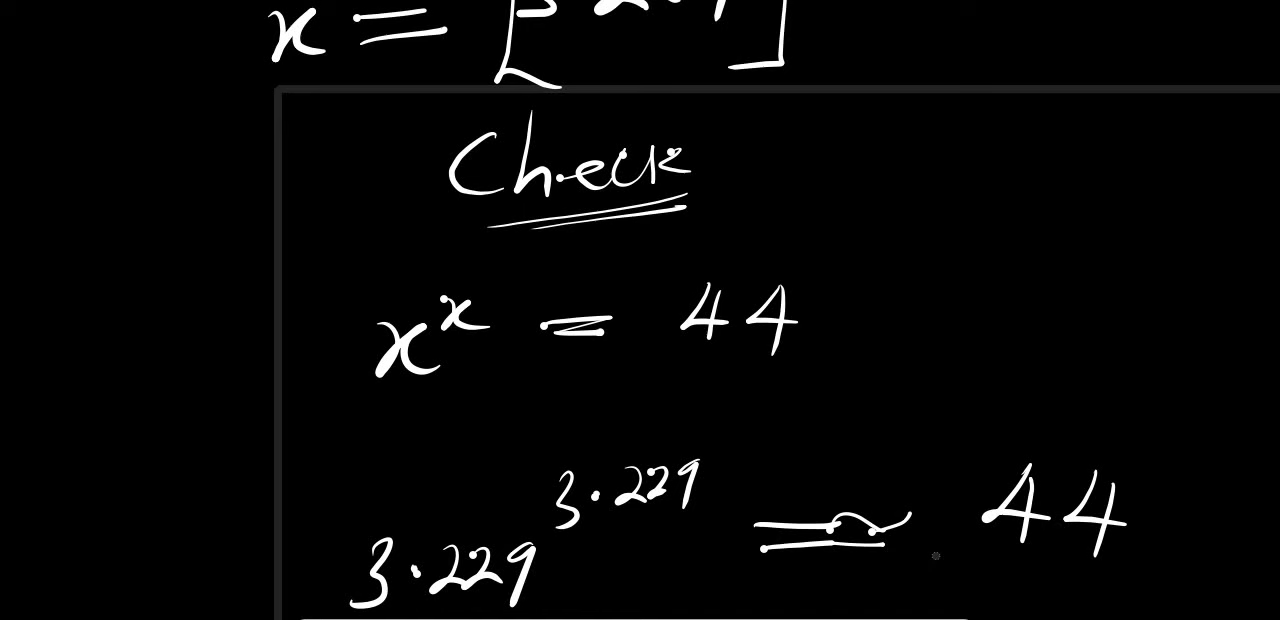 x =
Check
x^x = 44
3.229^3.229 ≃ 44